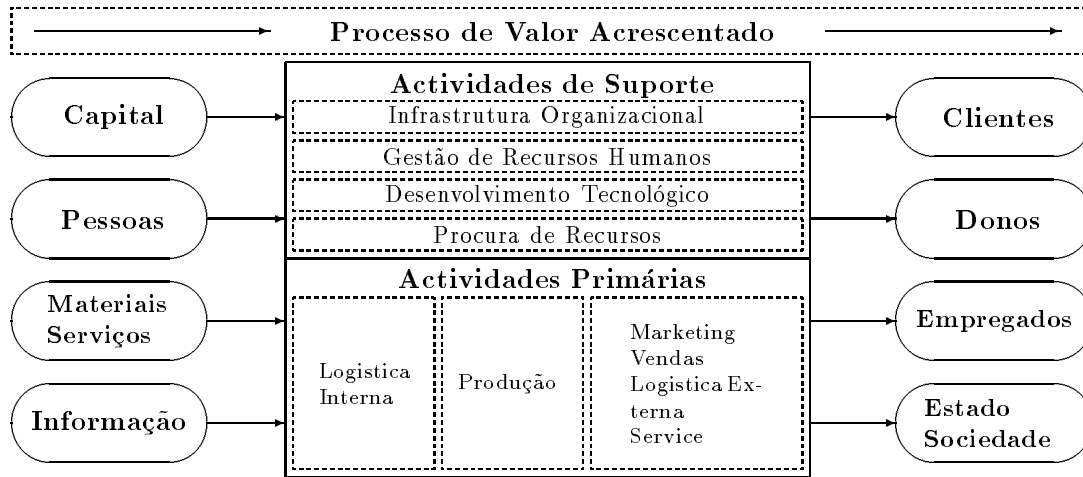 Processo de Valor Acrescentado
Capital
Pessoas
Materiais
Serviços
Informação
Actividades de Suporte
Infrastrutura Organizacional
Gestão de Recursos Humanos
Desenvolvimento Tecnológico
Procura de Recursos
Actividades Primárias
Logistica
Interna
Produção
Marketing
Vendas
Logistica Ex-
terna
Service
Clientes
Donos
Empregados
Estado
Sociedade